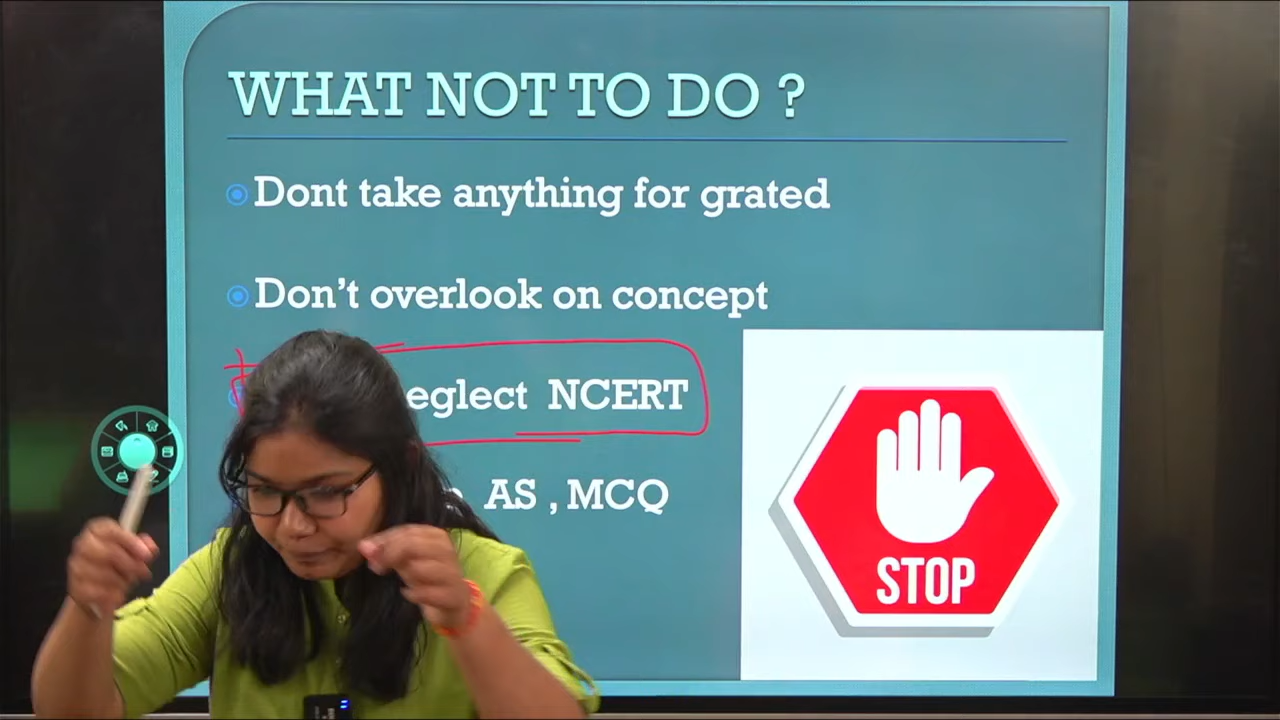 WHAT NOT TO DO ?
Dont take anything for grated
Don't overlook on concept
eglect NCERT
AS , MCQ
STOP